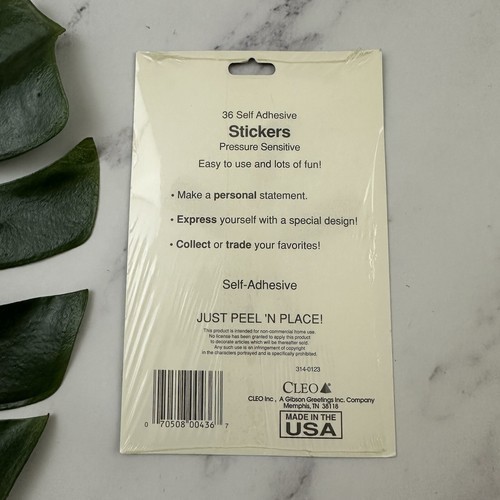 36 Self Adhesive
Stickers
Pressure Sensitive
Easy to use and lots of fun!
• Make a personal statement.
• Express yourself with a special design!
• Collect or trade your favorites!
Self-Adhesive
JUST PEEL 'N PLACE!
This product is intended for non-commercial home use.
No license has been granted to apply this product
to decorate articles which will be thereafter sold.
Any such use is an infringement of copyright
in the characters portrayed and is specifically prohibited.
314-0123
CLEO
CLEO Inc., A Gibson Greetings Inc. Company
Memphis, TN 38118
MADE IN THE
USA
0 70508 00436 7